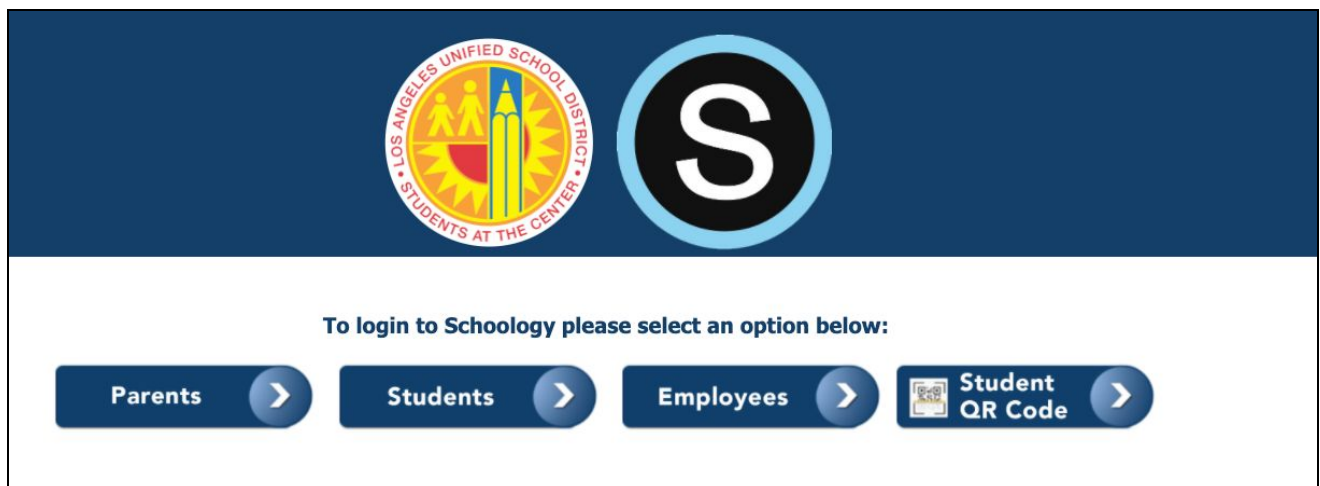 LOS ANGELES UNIFIED SCHOOL DISTRICT • STUDENTS AT THE CENTER •
S
To login to Schoology please select an option below:
Parents
Students
Employees
Student
QR Code